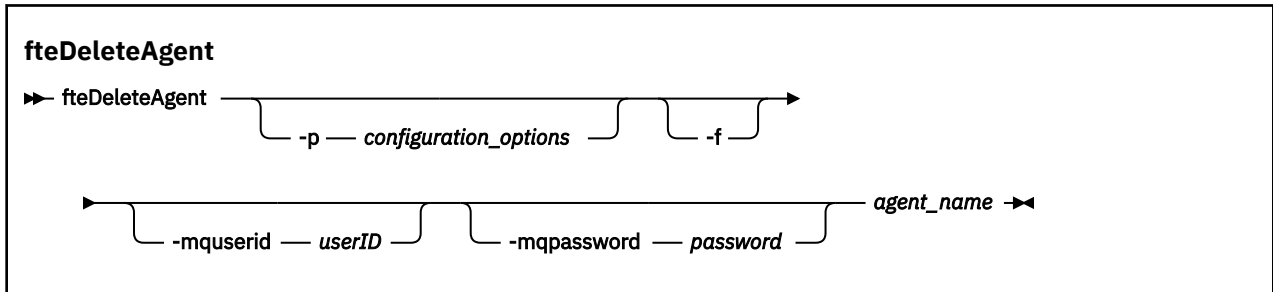 fteDeleteAgent
fteDeleteAgent
-p configuration_options -f
agent_name
-mquserid userID -mqpassword password